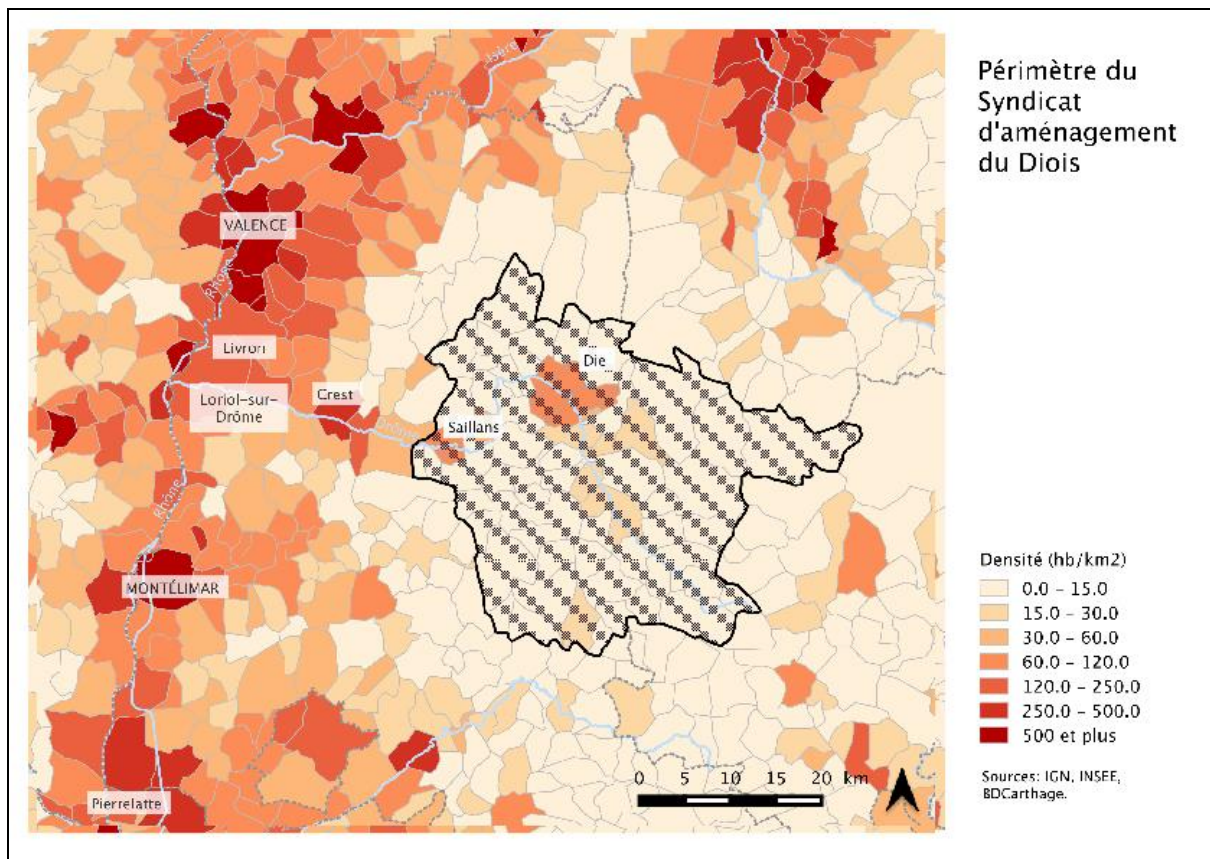 Périmètre du
Syndicat
d'aménagement
du Diois
Isère
VALENCE
Rhône
Livron
Die
Loriol-sur-
Drôme
Crest
Drôme
Saillans
Rhône
MONTÉLIMAR
Pierrelatte
0 5 10 15 20 km
Densité (hb/km2)
0.0 - 15.0
15.0 - 30.0
30.0 - 60.0
60.0 - 120.0
120.0 - 250.0
250.0 - 500.0
500 et plus
Sources: IGN, INSEE,
BDCarthage.